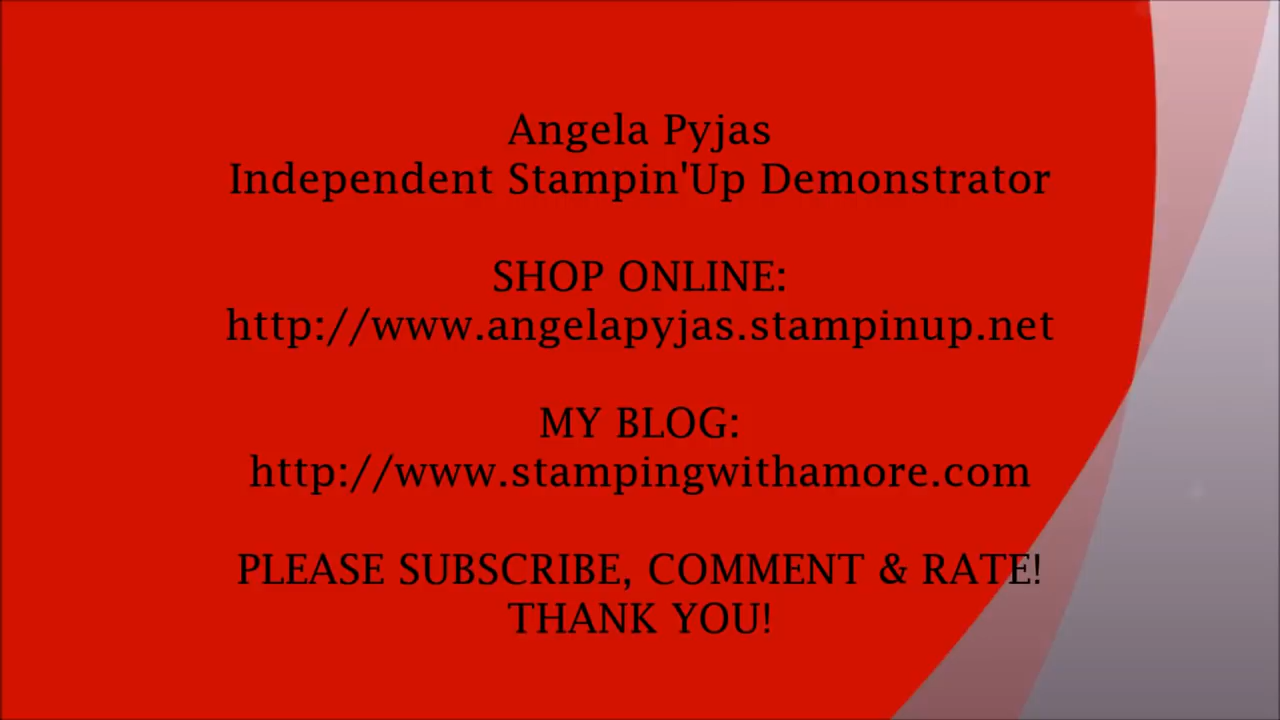 Angela Pyjas
Independent Stampin'Up Demonstrator
SHOP ONLINE:
http://www.angelapyjas.stampinup.net
MY BLOG:
http://www.stampingwithamore.com
PLEASE SUBSCRIBE, COMMENT & RATE!
THANK YOU!